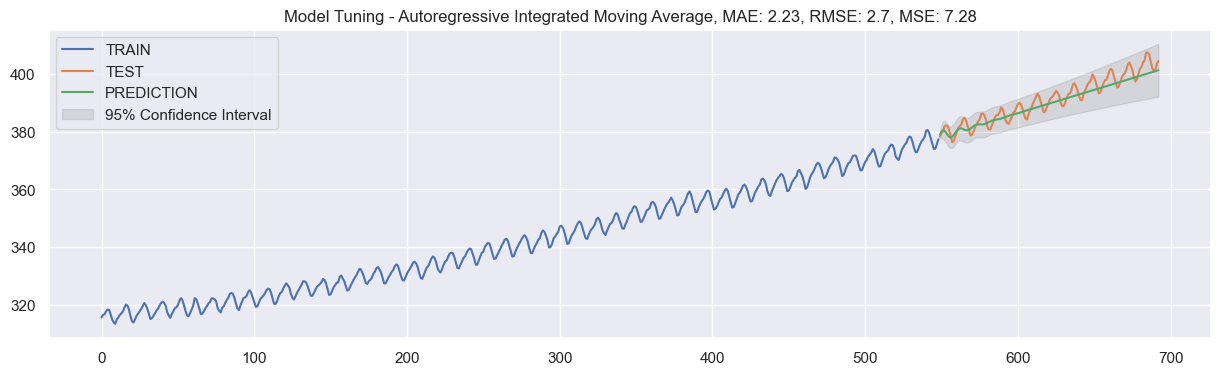 Model Tuning - Autoregressive Integrated Moving Average, MAE: 2.23, RMSE: 2.7, MSE: 7.28
TRAIN
TEST
PREDICTION
95% Confidence Interval
400
380
360
340
320
0 100 200 300 400 500 600 700